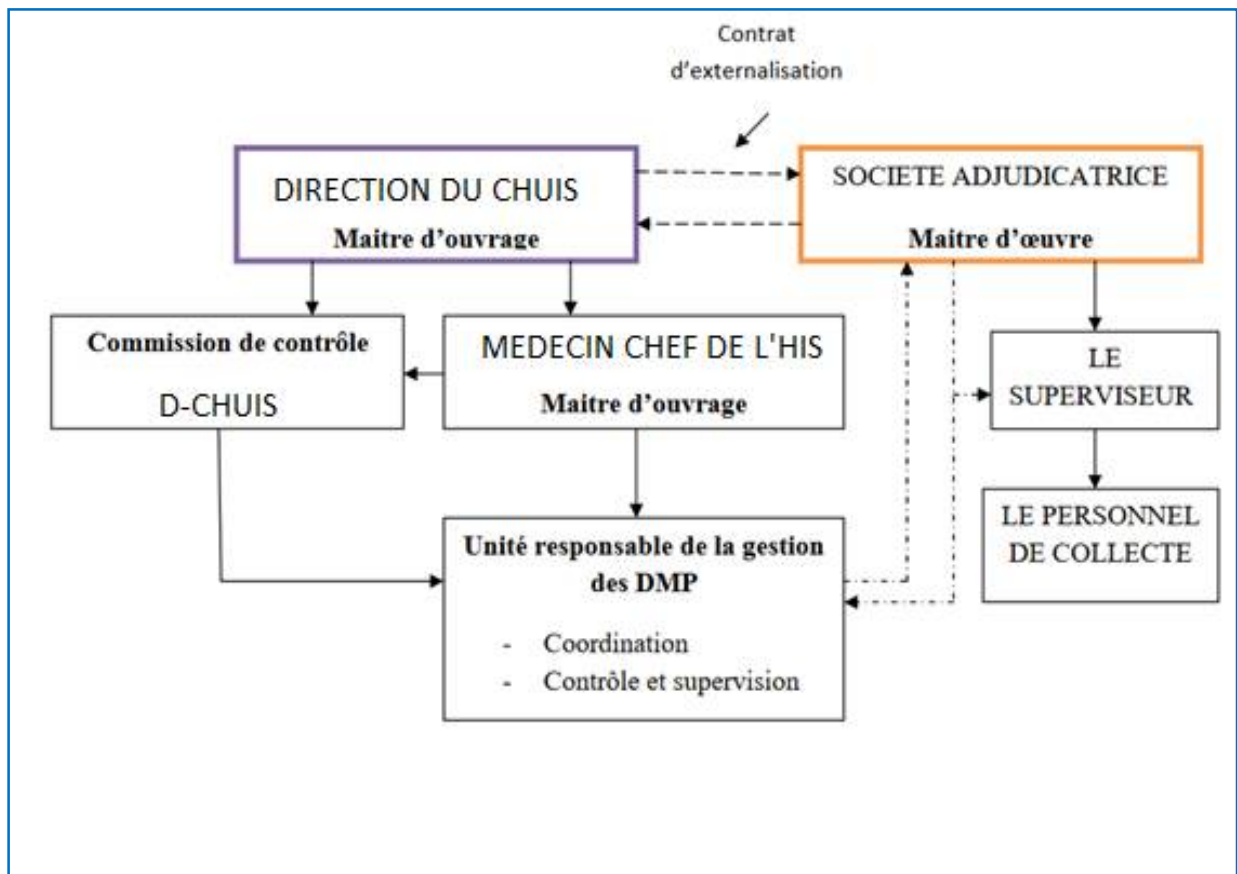 Contrat
d'externalisation
DIRECTION DU CHUIS
Maitre d'ouvrage
SOCIETE ADJUDICATRICE
Maitre d'œuvre
Commission de contrôle
D-CHUIS
MEDECIN CHEF DE L'HIS
Maitre d'ouvrage
LE
SUPERVISEUR
Unité responsable de la gestion
des DMP
- Coordination
- Contrôle et supervision
LE PERSONNEL
DE COLLECTE